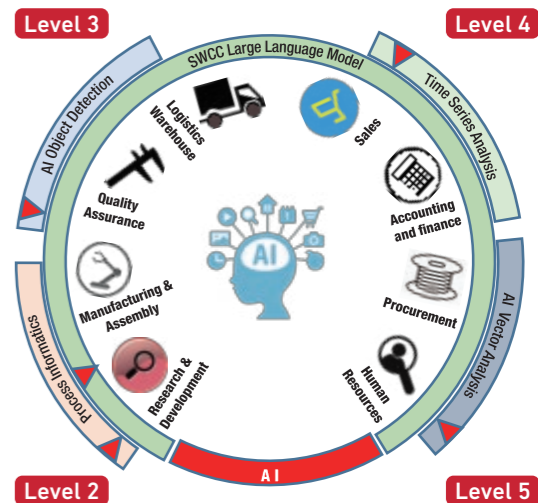 Level 3
Level 4
SWCC Large Language Model
AI Object Detection
Time Series Analysis
Logistics
Warehouse
Sales
Quality
Assurance
Accounting
and finance
AI
Manufacturing &
Assembly
Procurement
Process Informatics
AI Vector Analysis
Research &
Development
Human
Resources
AI
Level 2
Level 5